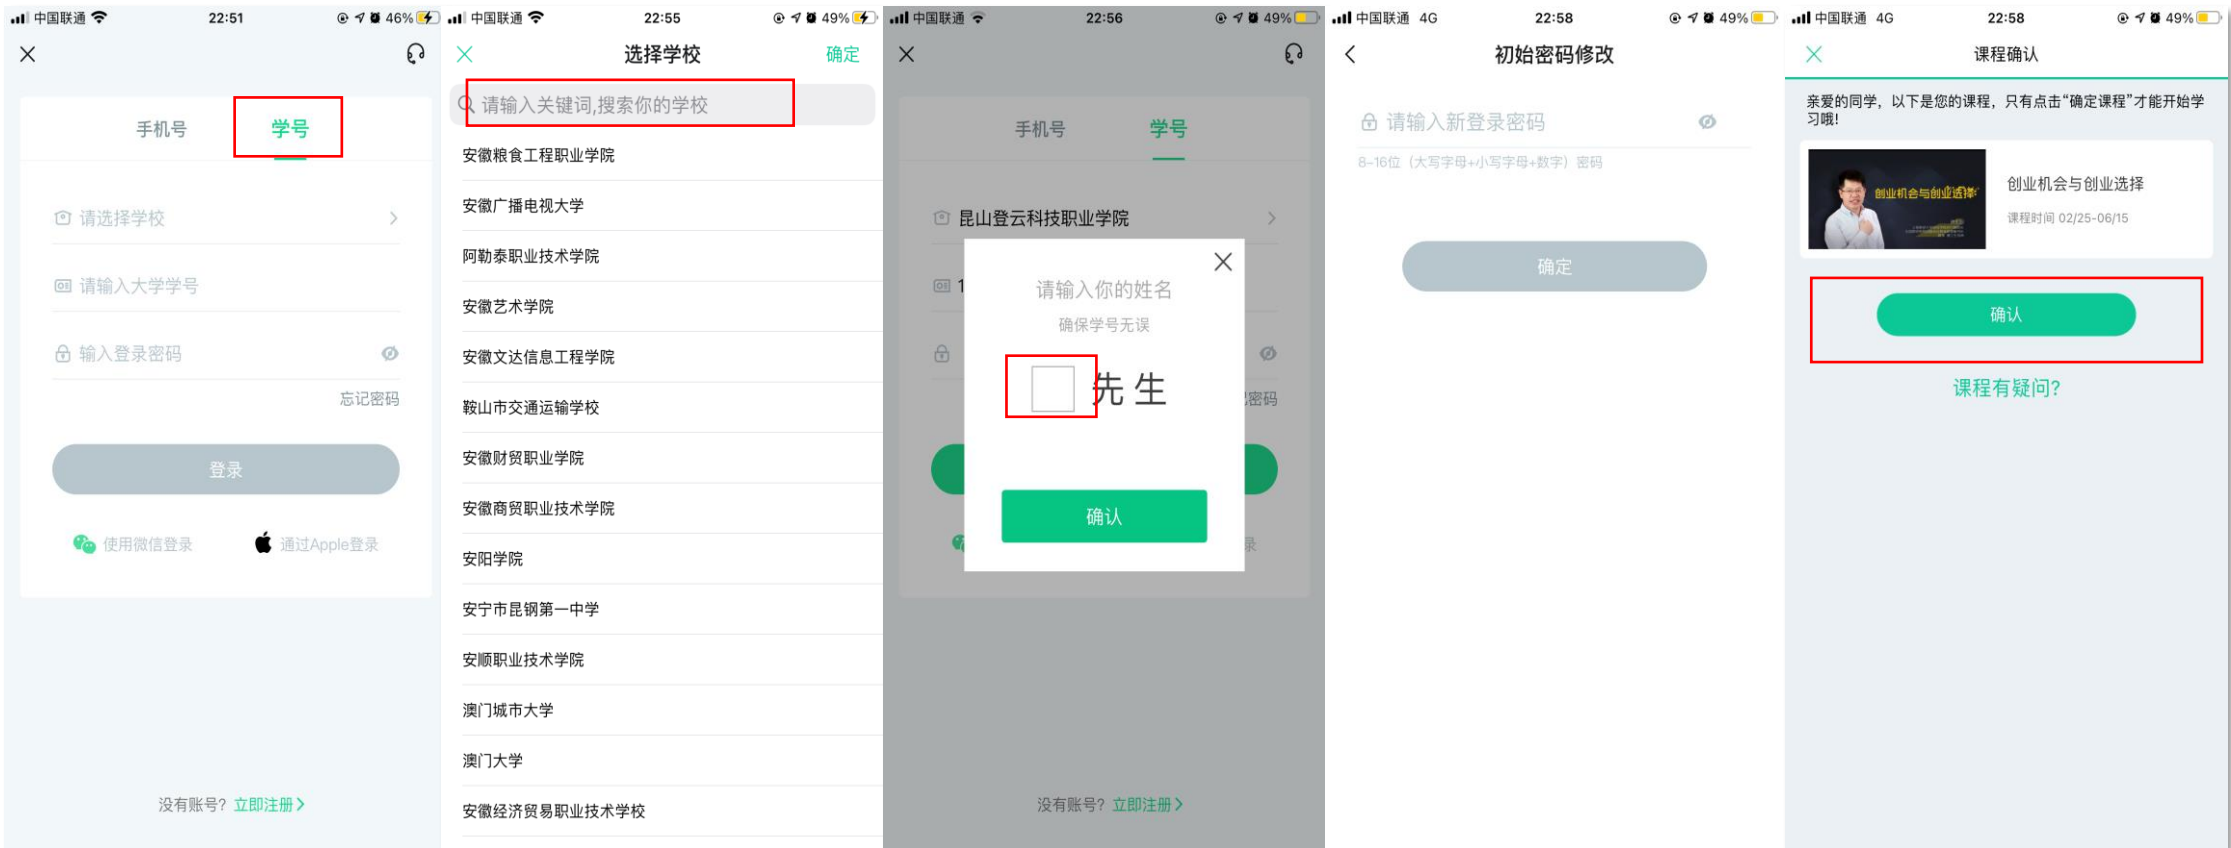 中国联通
22:51
46%
手机号
学号
请选择学校
请输入大学学号
输入登录密码
忘记密码
登录
使用微信登录
通过Apple登录
没有账号? 立即注册
中国联通
22:55
49%
选择学校
确定
请输入关键词,搜索你的学校
安徽粮食工程职业学院
安徽广播电视大学
阿勒泰职业技术学院
安徽艺术学院
安徽文达信息工程学院
鞍山市交通运输学校
安徽财贸职业学院
安徽商贸职业技术学院
安阳学院
安宁市昆钢第一中学
安顺职业技术学院
澳门城市大学
澳门大学
安徽经济贸易职业技术学校
中国联通
22:56
49%
手机号
学号
昆山登云科技职业学院
1
请输入你的姓名
确保学号无误
先生
密码
确认
录
没有账号? 立即注册
中国联通 4G
22:58
49%
初始密码修改
请输入新登录密码
8-16位（大写字母+小写字母+数字）密码
确定
中国联通 4G
22:58
49%
课程确认
亲爱的同学，以下是您的课程，只有点击“确定课程”才能开始学
习哦!
创业机会与创业选择
创业机会与创业选择
课程时间 02/25-06/15
确认
课程有疑问?